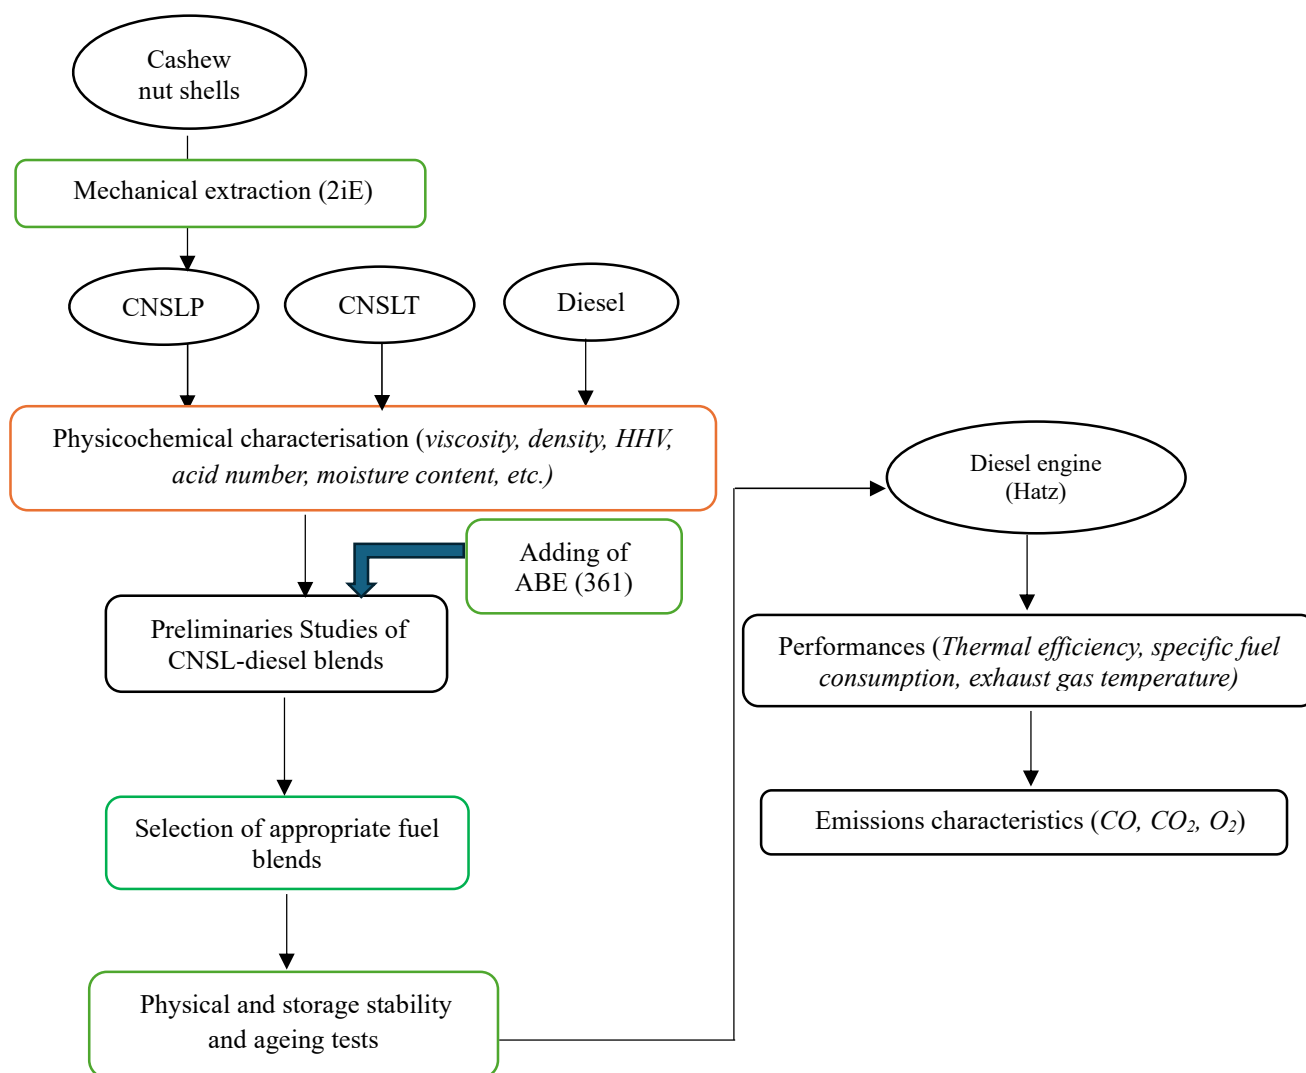 Cashew
nut shells
Mechanical extraction (2iE)
CNSLP
CNSLT
Diesel
Physicochemical characterisation (viscosity, density, HHV,
acid number, moisture content, etc.)
Adding of
ABE (361)
Preliminaries Studies of
CNSL-diesel blends
Selection of appropriate fuel
blends
Physical and storage stability
and ageing tests
Diesel engine
(Hatz)
Performances (Thermal efficiency, specific fuel
consumption, exhaust gas temperature)
Emissions characteristics (CO, CO₂, O₂)